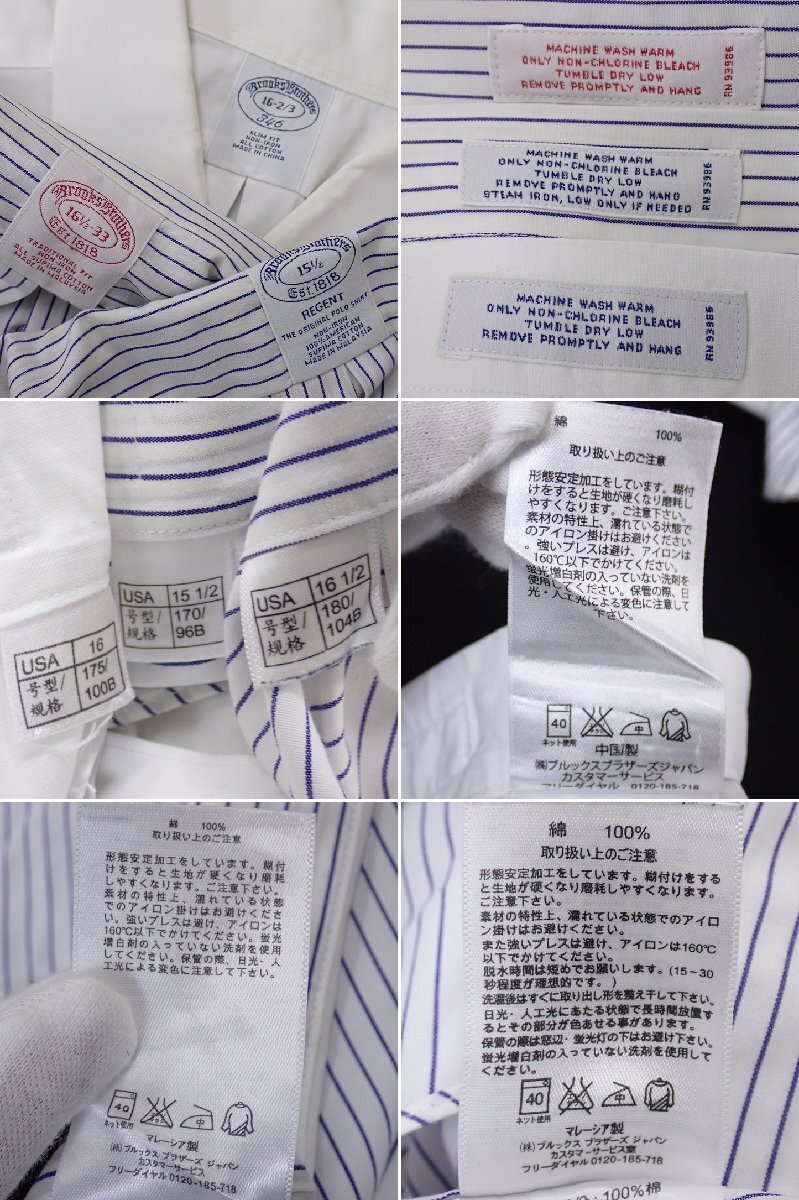 Brooks Brothers
16-2/3
346
SLIM FIT
NON-IRON
ALL COTTON
MADE IN CHINA
Brooks Brothers
16½-33
Est. 1818
TRADITIONAL FIT
NON-IRON
ALL SUPIMA COTTON
MADE IN MALAYSIA
Brooks Brothers
15½
Est. 1818
REGENT
THE ORIGINAL POLO SHIRT
NON-IRON
100% AMERICAN
SUPIMA COTTON
MADE IN MALAYSIA
MACHINE WASH WARM
ONLY NON-CHLORINE BLEACH
TUMBLE DRY LOW
REMOVE PROMPTLY AND HANG
RN 93986
MACHINE WASH WARM
ONLY NON-CHLORINE BLEACH
TUMBLE DRY LOW
REMOVE PROMPTLY AND HANG
STEAM IRON, LOW ONLY IF NEEDED
RN 93986
MACHINE WASH WARM
ONLY NON-CHLORINE BLEACH
TUMBLE DRY LOW
REMOVE PROMPTLY AND HANG
RN 93986
USA 16
号型/规格 175/100B
USA 15 1/2
号型/规格 170/96B
USA 16 1/2
号型/规格 180/104B
綿 100%
取り扱い上のご注意
形態安定加工をしています。糊付
けをすると生地が硬くなり磨耗し
やすくなります。ご注意下さい。
素材の特性上、濡れている状態で
のアイロン掛けはお避けください
。強いプレスは避け、アイロンは
160℃以下でかけてください。
蛍光増白剤の入っていない洗剤を
使用してください。保管の際、日
光・人工光による変色に注意して
下さい。
40 中
ネット使用
中国製
㈱ブルックスブラザーズジャパン
カスタマーサービス
フリーダイヤル 0120-185-718
綿 100%
取り扱い上のご注意
形態安定加工をしています。糊付
けをすると生地が硬くなり磨耗
しやすくなります。ご注意下さい。
素材の特性上、濡れている状態
でのアイロン掛けはお避けくださ
い。強いプレスは避け、アイロンは
160℃以下でかけてください。蛍光
増白剤の入っていない洗剤を使用
してください。保管の際、日光・人
工光による変色に注意して下さい。
40 中
ネット使用
マレーシア製
(株)ブルックス ブラザーズ ジャパン
カスタマーサービス
フリーダイヤル 0120-185-718
綿 100%
取り扱い上のご注意
形態安定加工をしています。糊付けをする
と生地が硬くなり磨耗しやすくなります。
ご注意下さい。
素材の特性上、濡れている状態でのアイロ
ン掛けはお避けください。
また強いプレスは避け、アイロンは160℃
以下でかけてください。
脱水時間は短めでお願いします。(15～30
秒程度が理想的です。)
洗濯後はすぐに取り出し形を整え干して下さい。
日光・人工光にあたる状態で長時間放置す
るとその部分が色あせる事があります。
保管の際は窓辺・蛍光灯の下はお避け下さい。
蛍光増白剤の入っていない洗剤を使用して
ください。
40 中
ネット使用
マレーシア製
(株)ブルックス ブラザーズ ジャパン
カスタマーサービス室
フリーダイヤル 0120-185-718
100%棉